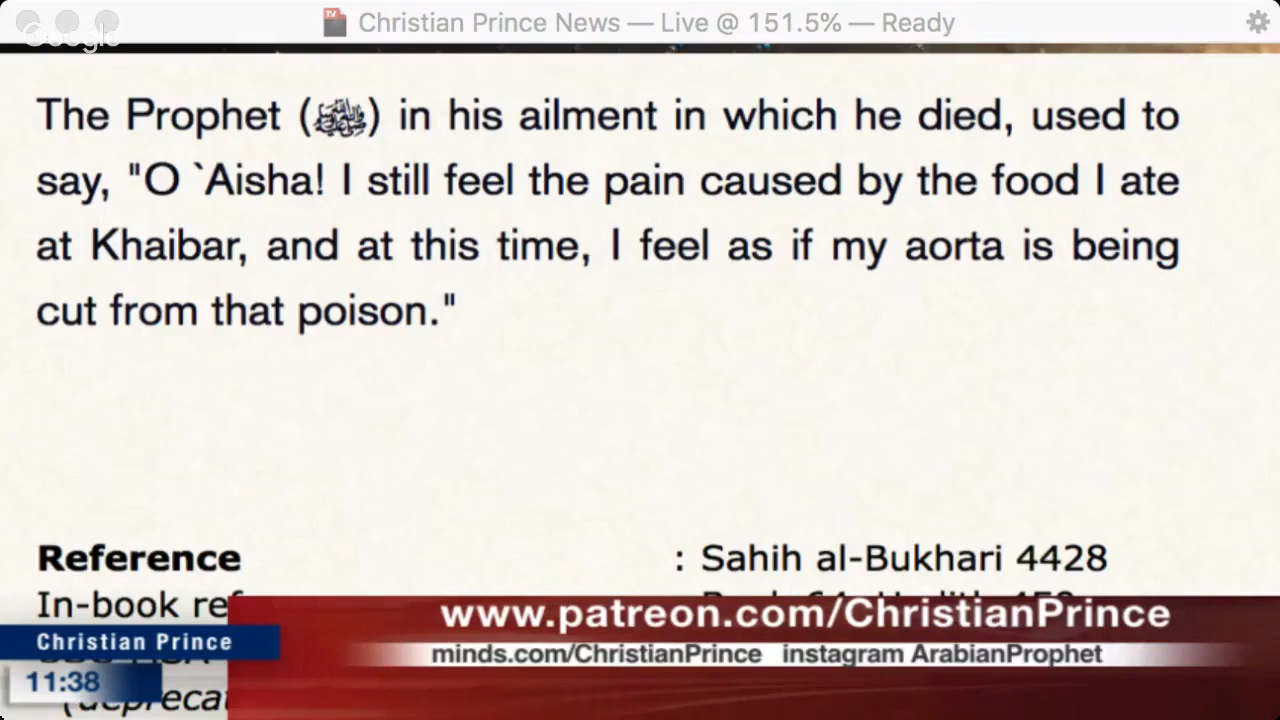 Christian Prince News — Live @ 151.5% — Ready
Google
The Prophet (ﷺ) in his ailment in which he died, used to
say, "O `Aisha! I still feel the pain caused by the food I ate
at Khaibar, and at this time, I feel as if my aorta is being
cut from that poison."
Reference : Sahih al-Bukhari 4428
In-book
www.patreon.com/ChristianPrince
Christian Prince
minds.com/ChristianPrince instagram ArabianProphet
11:38